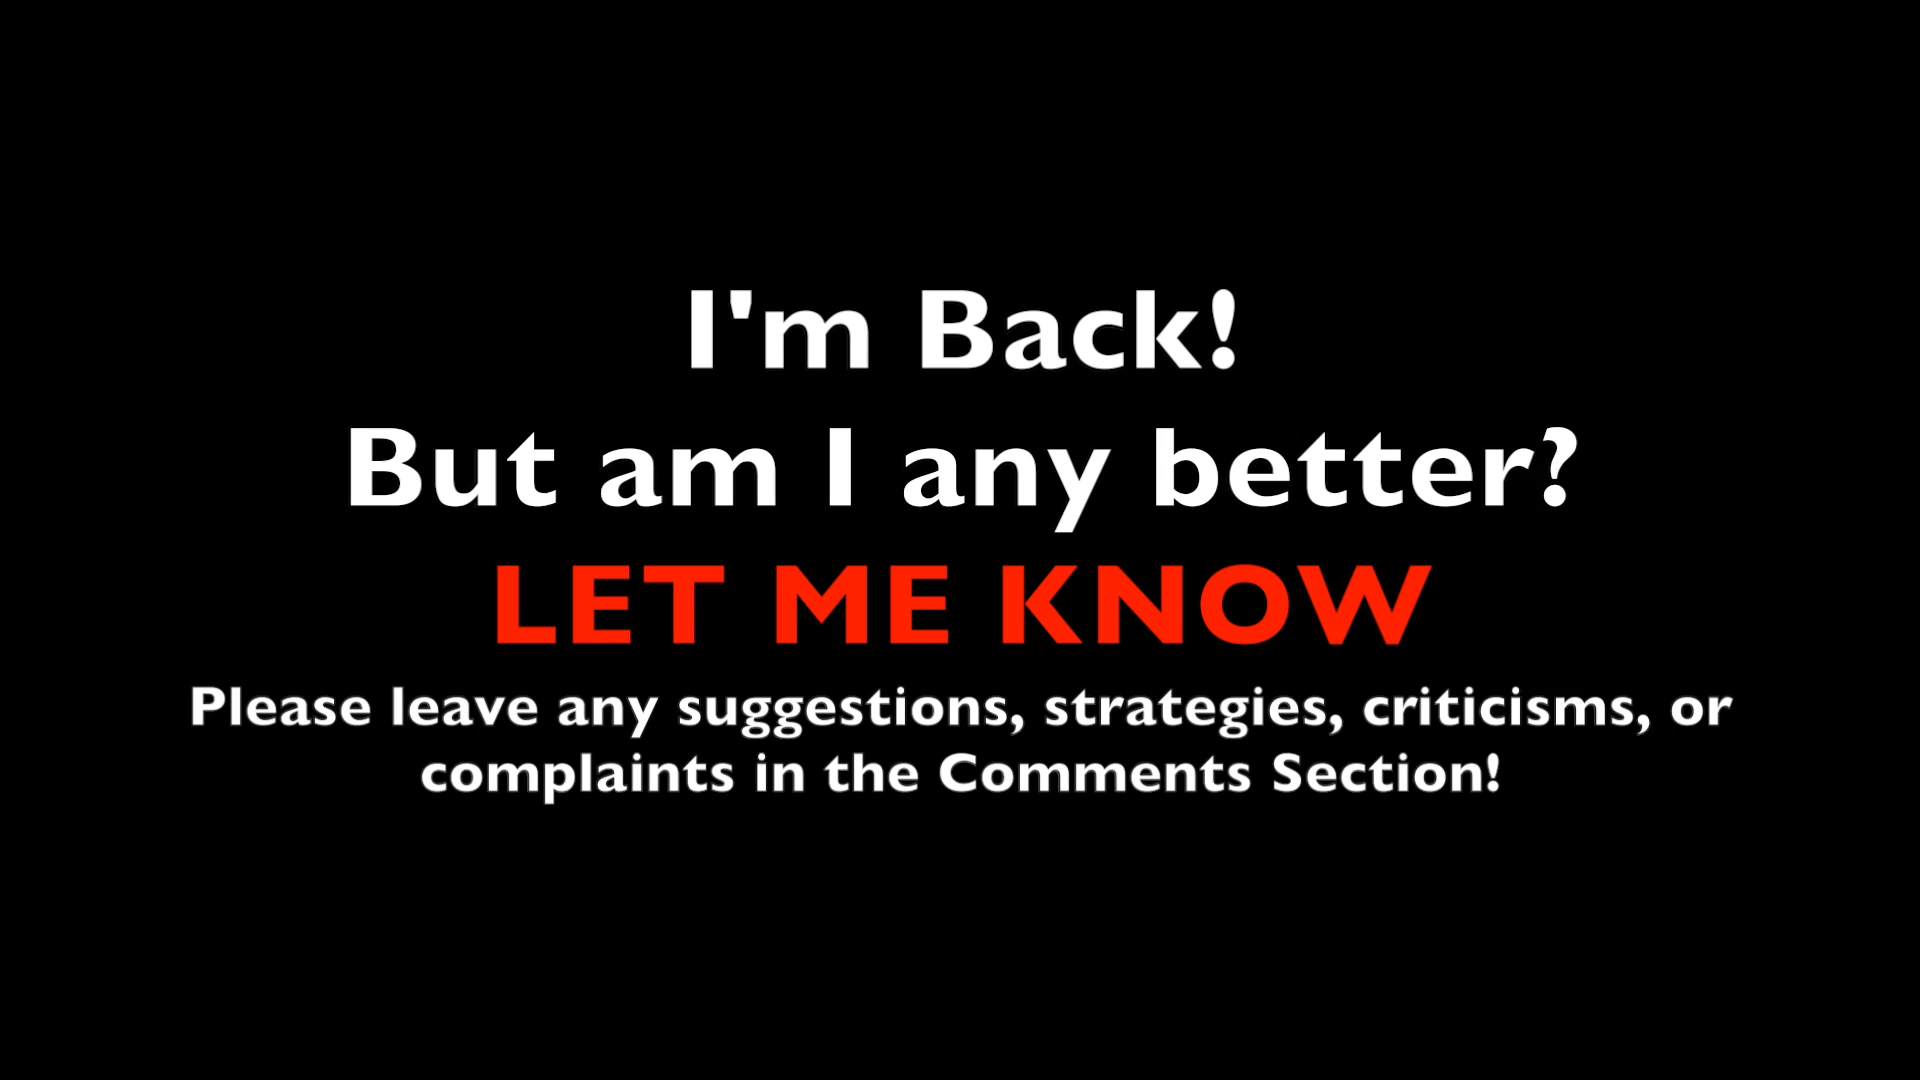 I'm Back!
But am I any better?
LET ME KNOW
Please leave any suggestions, strategies, criticisms, or
complaints in the Comments Section!